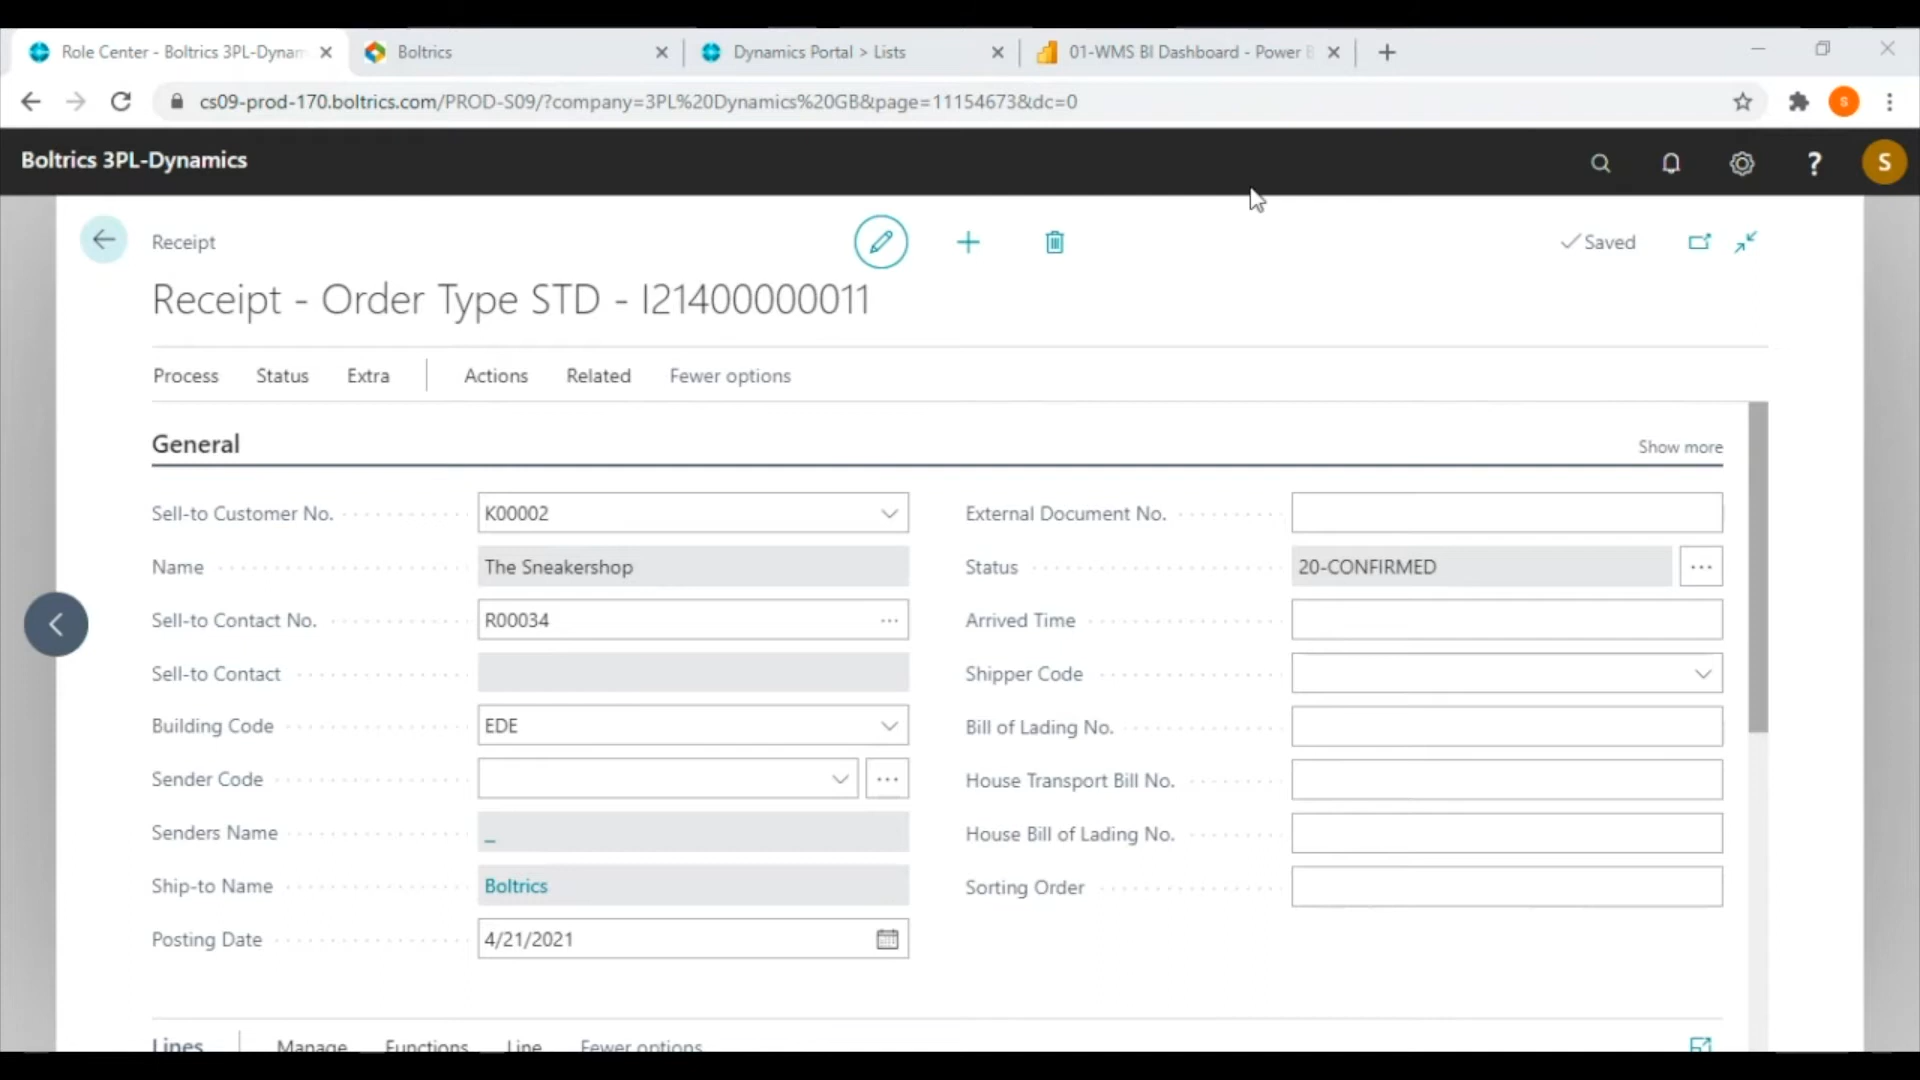 Role Center - Boltrics 3PL-Dynam
Boltrics
Dynamics Portal > Lists
01-WMS BI Dashboard - Power B
cs09-prod-170.boltrics.com/PROD-S09/?company=3PL%20Dynamics%20GB&page=11154673&dc=0
S
Boltrics 3PL-Dynamics
?
S
Receipt
Saved
Receipt - Order Type STD - I21400000011
Process
Status
Extra
Actions
Related
Fewer options
General
Show more
Sell-to Customer No.
K00002
Name
The Sneakershop
Sell-to Contact No.
R00034
...
Sell-to Contact
Building Code
EDE
Sender Code
...
Senders Name
_
Ship-to Name
Boltrics
Posting Date
4/21/2021
External Document No.
Status
20-CONFIRMED
...
Arrived Time
Shipper Code
Bill of Lading No.
House Transport Bill No.
House Bill of Lading No.
Sorting Order
Lines
Manage
Functions
Line
Fewer options